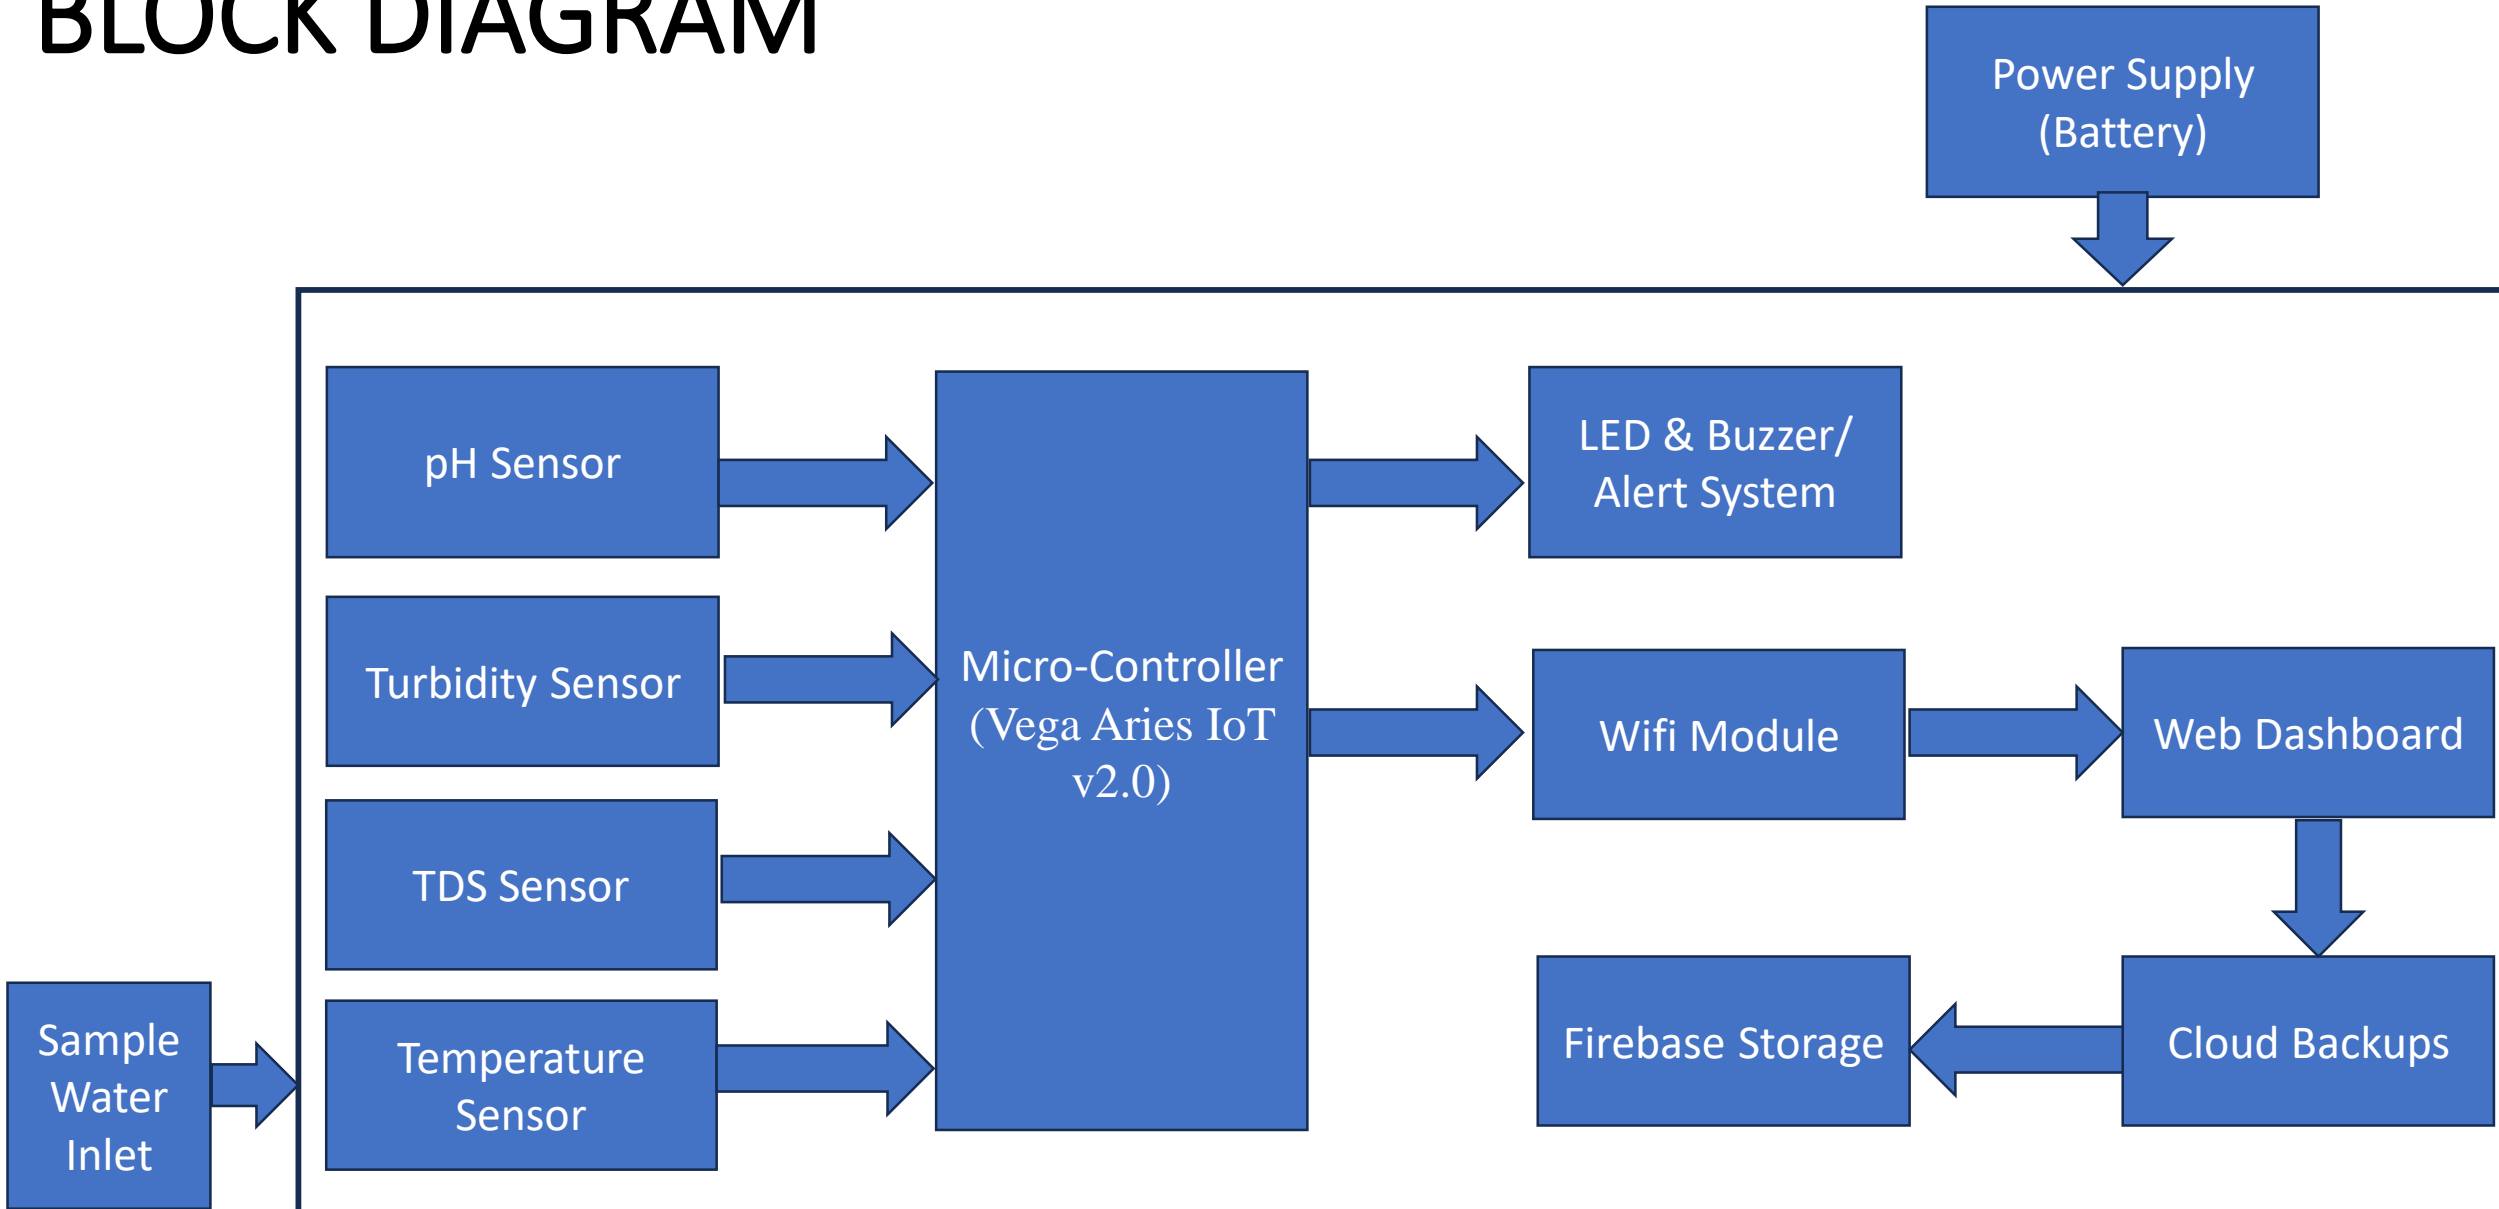 BLOCK DIAGRAM
Power Supply
(Battery)
pH Sensor
LED & Buzzer/
Alert System
Turbidity Sensor
Micro-Controller
(Vega Aries IoT
v2.0)
Wifi Module
Web Dashboard
TDS Sensor
Sample
Water
Inlet
Temperature
Sensor
Firebase Storage
Cloud Backups